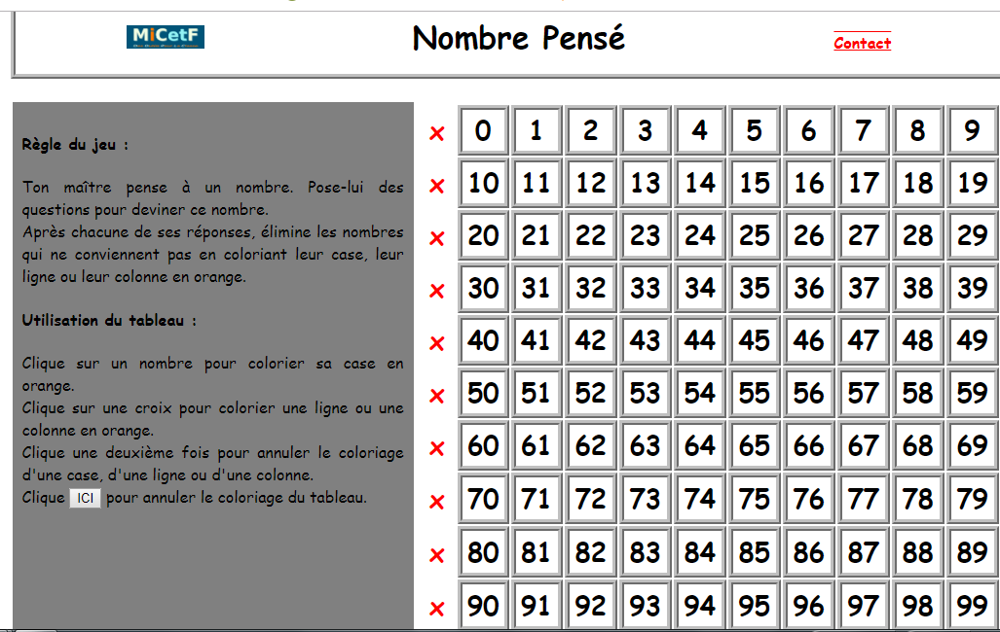 MiCetF
Nombre Pensé
Contact
Règle du jeu :
Ton maître pense à un nombre. Pose-lui des
questions pour deviner ce nombre.
Après chacune de ses réponses, élimine les nombres
qui ne conviennent pas en coloriant leur case, leur
ligne ou leur colonne en orange.
Utilisation du tableau :
Clique sur un nombre pour colorier sa case en
orange.
Clique sur une croix pour colorier une ligne ou une
colonne en orange.
Clique une deuxième fois pour annuler le coloriage
d'une case, d'une ligne ou d'une colonne.
Clique ICI pour annuler le coloriage du tableau.
x 0 1 2 3 4 5 6 7 8 9
x 10 11 12 13 14 15 16 17 18 19
x 20 21 22 23 24 25 26 27 28 29
x 30 31 32 33 34 35 36 37 38 39
x 40 41 42 43 44 45 46 47 48 49
x 50 51 52 53 54 55 56 57 58 59
x 60 61 62 63 64 65 66 67 68 69
x 70 71 72 73 74 75 76 77 78 79
x 80 81 82 83 84 85 86 87 88 89
x 90 91 92 93 94 95 96 97 98 99